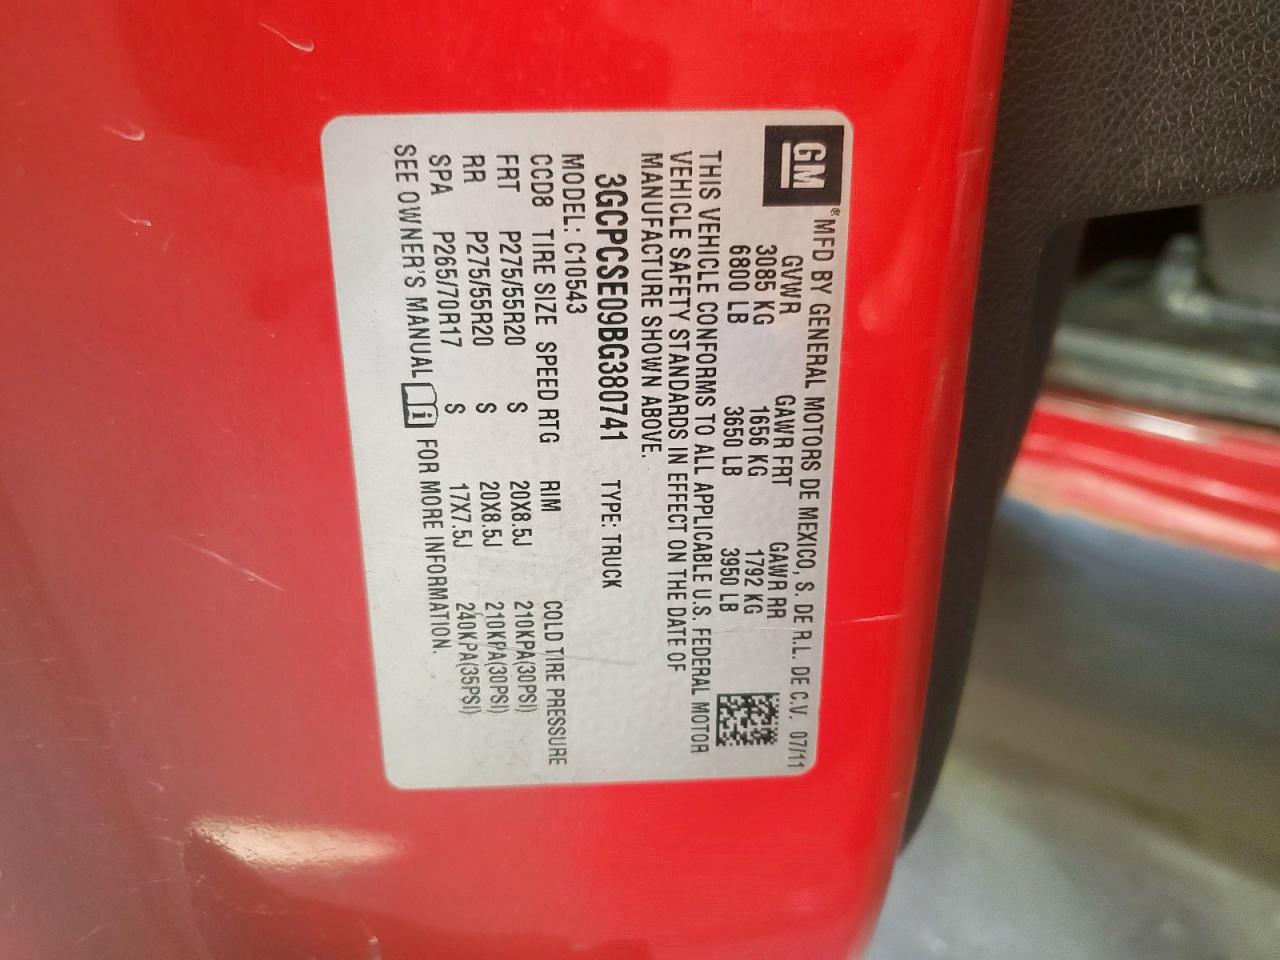 GM ® MFD BY GENERAL MOTORS DE MEXICO, S. DE R.L. DE C.V. 07/11
GVWR GAWR FRT GAWR RR
3085 KG 1656 KG 1792 KG
6800 LB 3650 LB 3950 LB
THIS VEHICLE CONFORMS TO ALL APPLICABLE U.S. FEDERAL MOTOR
VEHICLE SAFETY STANDARDS IN EFFECT ON THE DATE OF
MANUFACTURE SHOWN ABOVE.
3GCPCSE09BG380741 TYPE: TRUCK
MODEL: C10543
CCD8 TIRE SIZE SPEED RTG RIM COLD TIRE PRESSURE
FRT P275/55R20 S 20X8.5J 210KPA(30PSI)
RR P275/55R20 S 20X8.5J 210KPA(30PSI)
SPA P265/70R17 S 17X7.5J 240KPA(35PSI)
SEE OWNER'S MANUAL i FOR MORE INFORMATION.